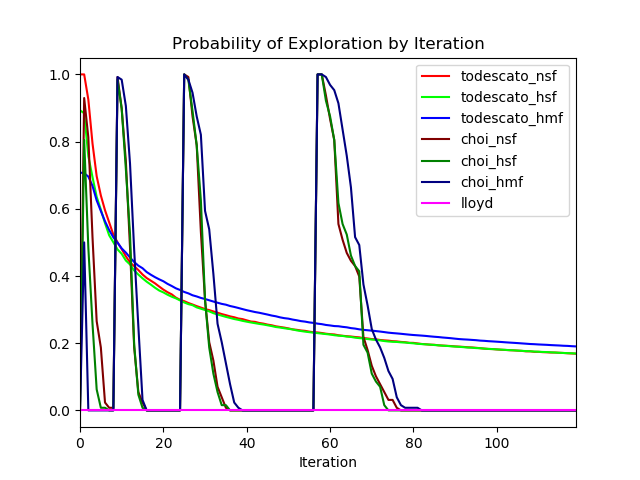 Probability of Exploration by Iteration
1.0
0.8
0.6
0.4
0.2
0.0
todescato_nsf
todescato_hsf
todescato_hmf
choi_nsf
choi_hsf
choi_hmf
lloyd
0 20 40 60 80 100
Iteration